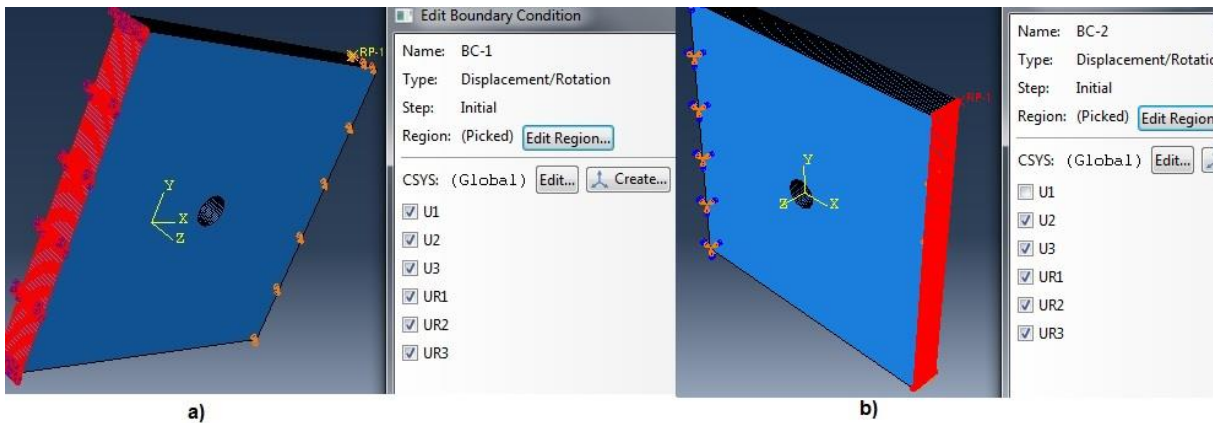 Edit Boundary Condition
Name: BC-1
Type: Displacement/Rotation
Step: Initial
Region: (Picked) Edit Region...
CSYS: (Global) Edit... Create...
U1
U2
U3
UR1
UR2
UR3
RP-1
Y
X
Z
a)
Name: BC-2
Type: Displacement/Rotatio
Step: Initial
Region: (Picked) Edit Region
CSYS: (Global) Edit...
U1
U2
U3
UR1
UR2
UR3
RP-1
Y
Z
X
b)